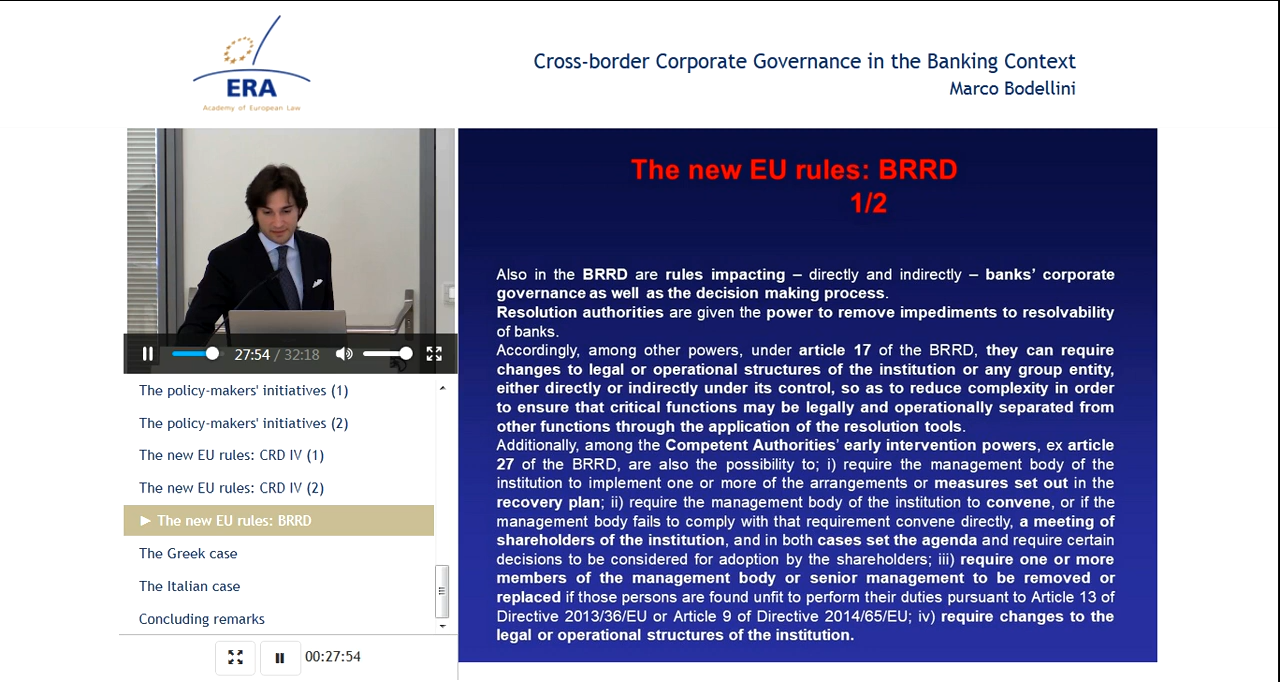 ERA
Academy of European Law
Cross-border Corporate Governance in the Banking Context
Marco Bodellini
27:54 / 32:18
The policy-makers' initiatives (1)
The policy-makers' initiatives (2)
The new EU rules: CRD IV (1)
The new EU rules: CRD IV (2)
► The new EU rules: BRRD
The Greek case
The Italian case
Concluding remarks
00:27:54
The new EU rules: BRRD
1/2
Also in the BRRD are rules impacting – directly and indirectly – banks' corporate
governance as well as the decision making process.
Resolution authorities are given the power to remove impediments to resolvability
of banks.
Accordingly, among other powers, under article 17 of the BRRD, they can require
changes to legal or operational structures of the institution or any group entity,
either directly or indirectly under its control, so as to reduce complexity in order
to ensure that critical functions may be legally and operationally separated from
other functions through the application of the resolution tools.
Additionally, among the Competent Authorities' early intervention powers, ex article
27 of the BRRD, are also the possibility to; i) require the management body of the
institution to implement one or more of the arrangements or measures set out in the
recovery plan; ii) require the management body of the institution to convene, or if the
management body fails to comply with that requirement convene directly, a meeting of
shareholders of the institution, and in both cases set the agenda and require certain
decisions to be considered for adoption by the shareholders; iii) require one or more
members of the management body or senior management to be removed or
replaced if those persons are found unfit to perform their duties pursuant to Article 13 of
Directive 2013/36/EU or Article 9 of Directive 2014/65/EU; iv) require changes to the
legal or operational structures of the institution.